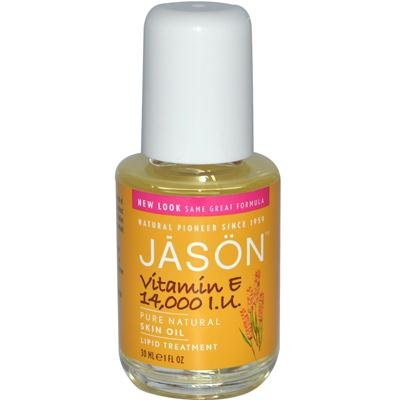 NEW LOOK SAME GREAT FORMULA
NATURAL PIONEER SINCE 1959
JĀSÖN™
Vitamin E
14,000 I.U.
PURE NATURAL
SKIN OIL
LIPID TREATMENT
30 ML ℮ 1 FL OZ